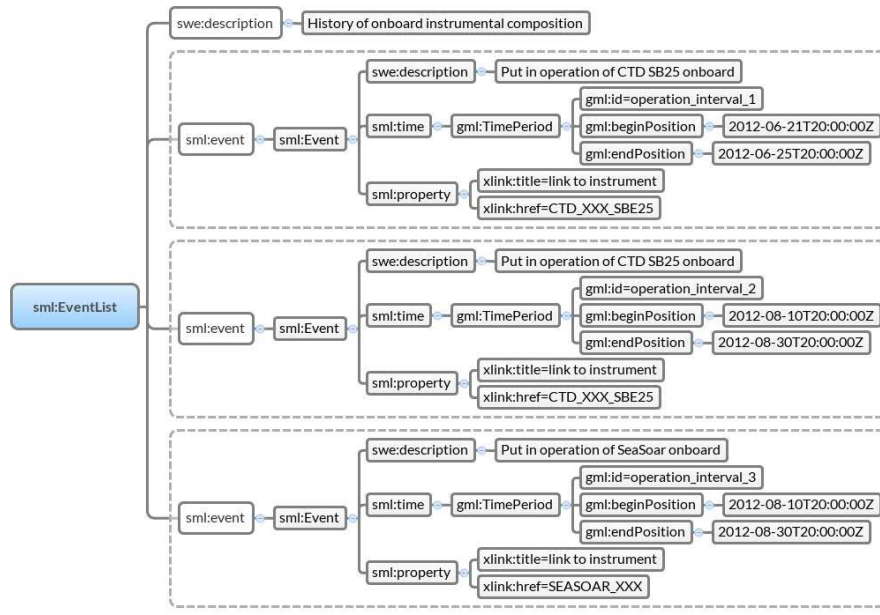 swe:description
History of onboard instrumental composition
swe:description
Put in operation of CTD SB25 onboard
gml:id=operation_interval_1
sml:time
gml:TimePeriod
gml:beginPosition
2012-06-21T20:00:00Z
sml:event
sml:Event
gml:endPosition
2012-06-25T20:00:00Z
xlink:title=link to instrument
sml:property
xlink:href=CTD_XXX_SBE25
swe:description
Put in operation of CTD SB25 onboard
gml:id=operation_interval_2
sml:EventList
sml:time
gml:TimePeriod
gml:beginPosition
2012-08-10T20:00:00Z
sml:event
sml:Event
gml:endPosition
2012-08-30T20:00:00Z
xlink:title=link to instrument
sml:property
xlink:href=CTD_XXX_SBE25
swe:description
Put in operation of SeaSoar onboard
gml:id=operation_interval_3
sml:time
gml:TimePeriod
gml:beginPosition
2012-08-10T20:00:00Z
sml:event
sml:Event
gml:endPosition
2012-08-30T20:00:00Z
xlink:title=link to instrument
sml:property
xlink:href=SEASOAR_XXX